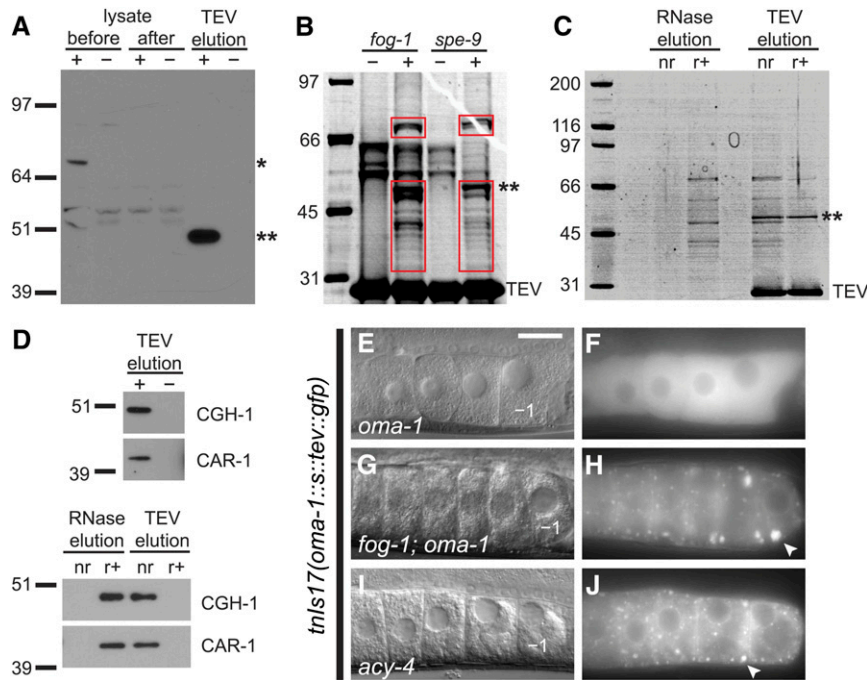 A
lysate
TEV
before
after
elution
+ − + − + −
97
64
*
51
**
39
B
fog-1 spe-9
− + − +
97
66
45
**
31
TEV
C
RNase
elution
TEV
elution
nr r+ nr r+
200
116
97
66
**
45
31
TEV
D
TEV
elution
+ −
51
CGH-1
CAR-1
39
RNase
elution
TEV
elution
nr r+ nr r+
51
CGH-1
CAR-1
39
tnIs17(oma-1::s::tev::gfp)
E
−1
oma-1
F
G
−1
fog-1; oma-1
H
I
−1
acy-4
J